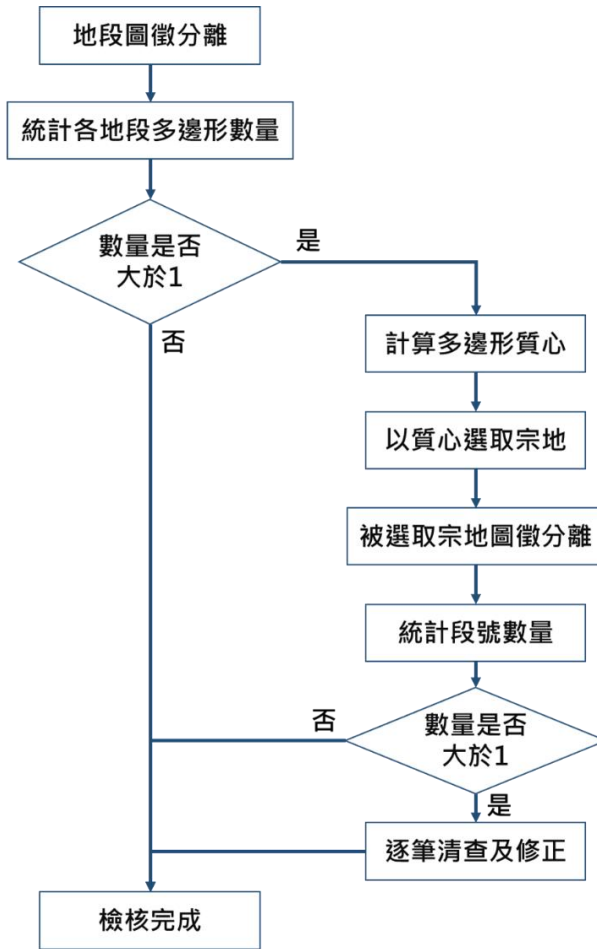 地段圖徵分離
統計各地段多邊形數量
數量是否
大於1
是
否
計算多邊形質心
以質心選取宗地
被選取宗地圖徵分離
統計段號數量
數量是否
大於1
否
是
逐筆清查及修正
檢核完成